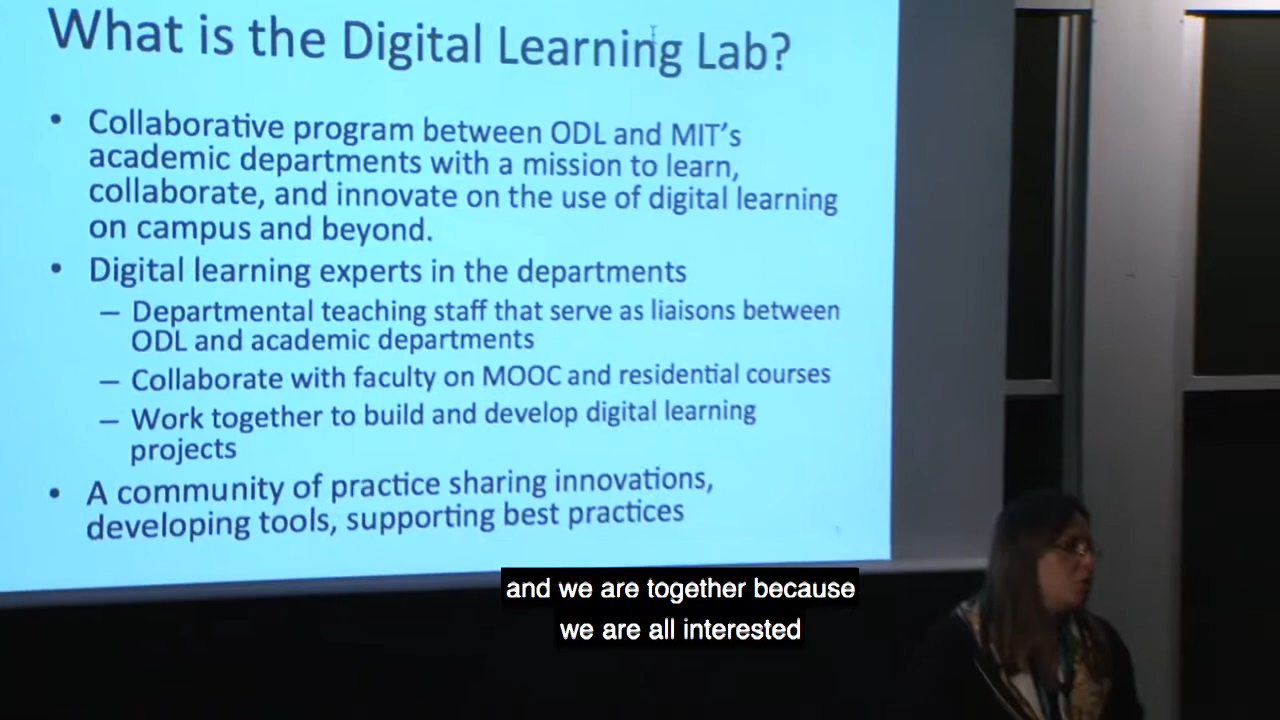 What is the Digital Learning Lab?
• Collaborative program between ODL and MIT's
academic departments with a mission to learn,
collaborate, and innovate on the use of digital learning
on campus and beyond.
• Digital learning experts in the departments
– Departmental teaching staff that serve as liaisons between
ODL and academic departments
– Collaborate with faculty on MOOC and residential courses
– Work together to build and develop digital learning
projects
• A community of practice sharing innovations,
developing tools, supporting best practices
and we are together because
we are all interested